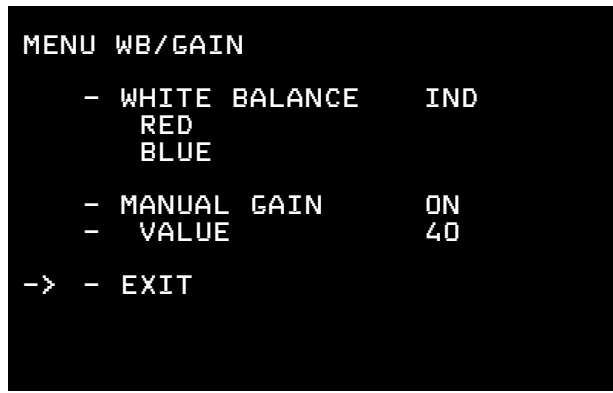 MENU WB/GAIN
- WHITE BALANCE IND
RED
BLUE
- MANUAL GAIN ON
- VALUE 40
-> - EXIT